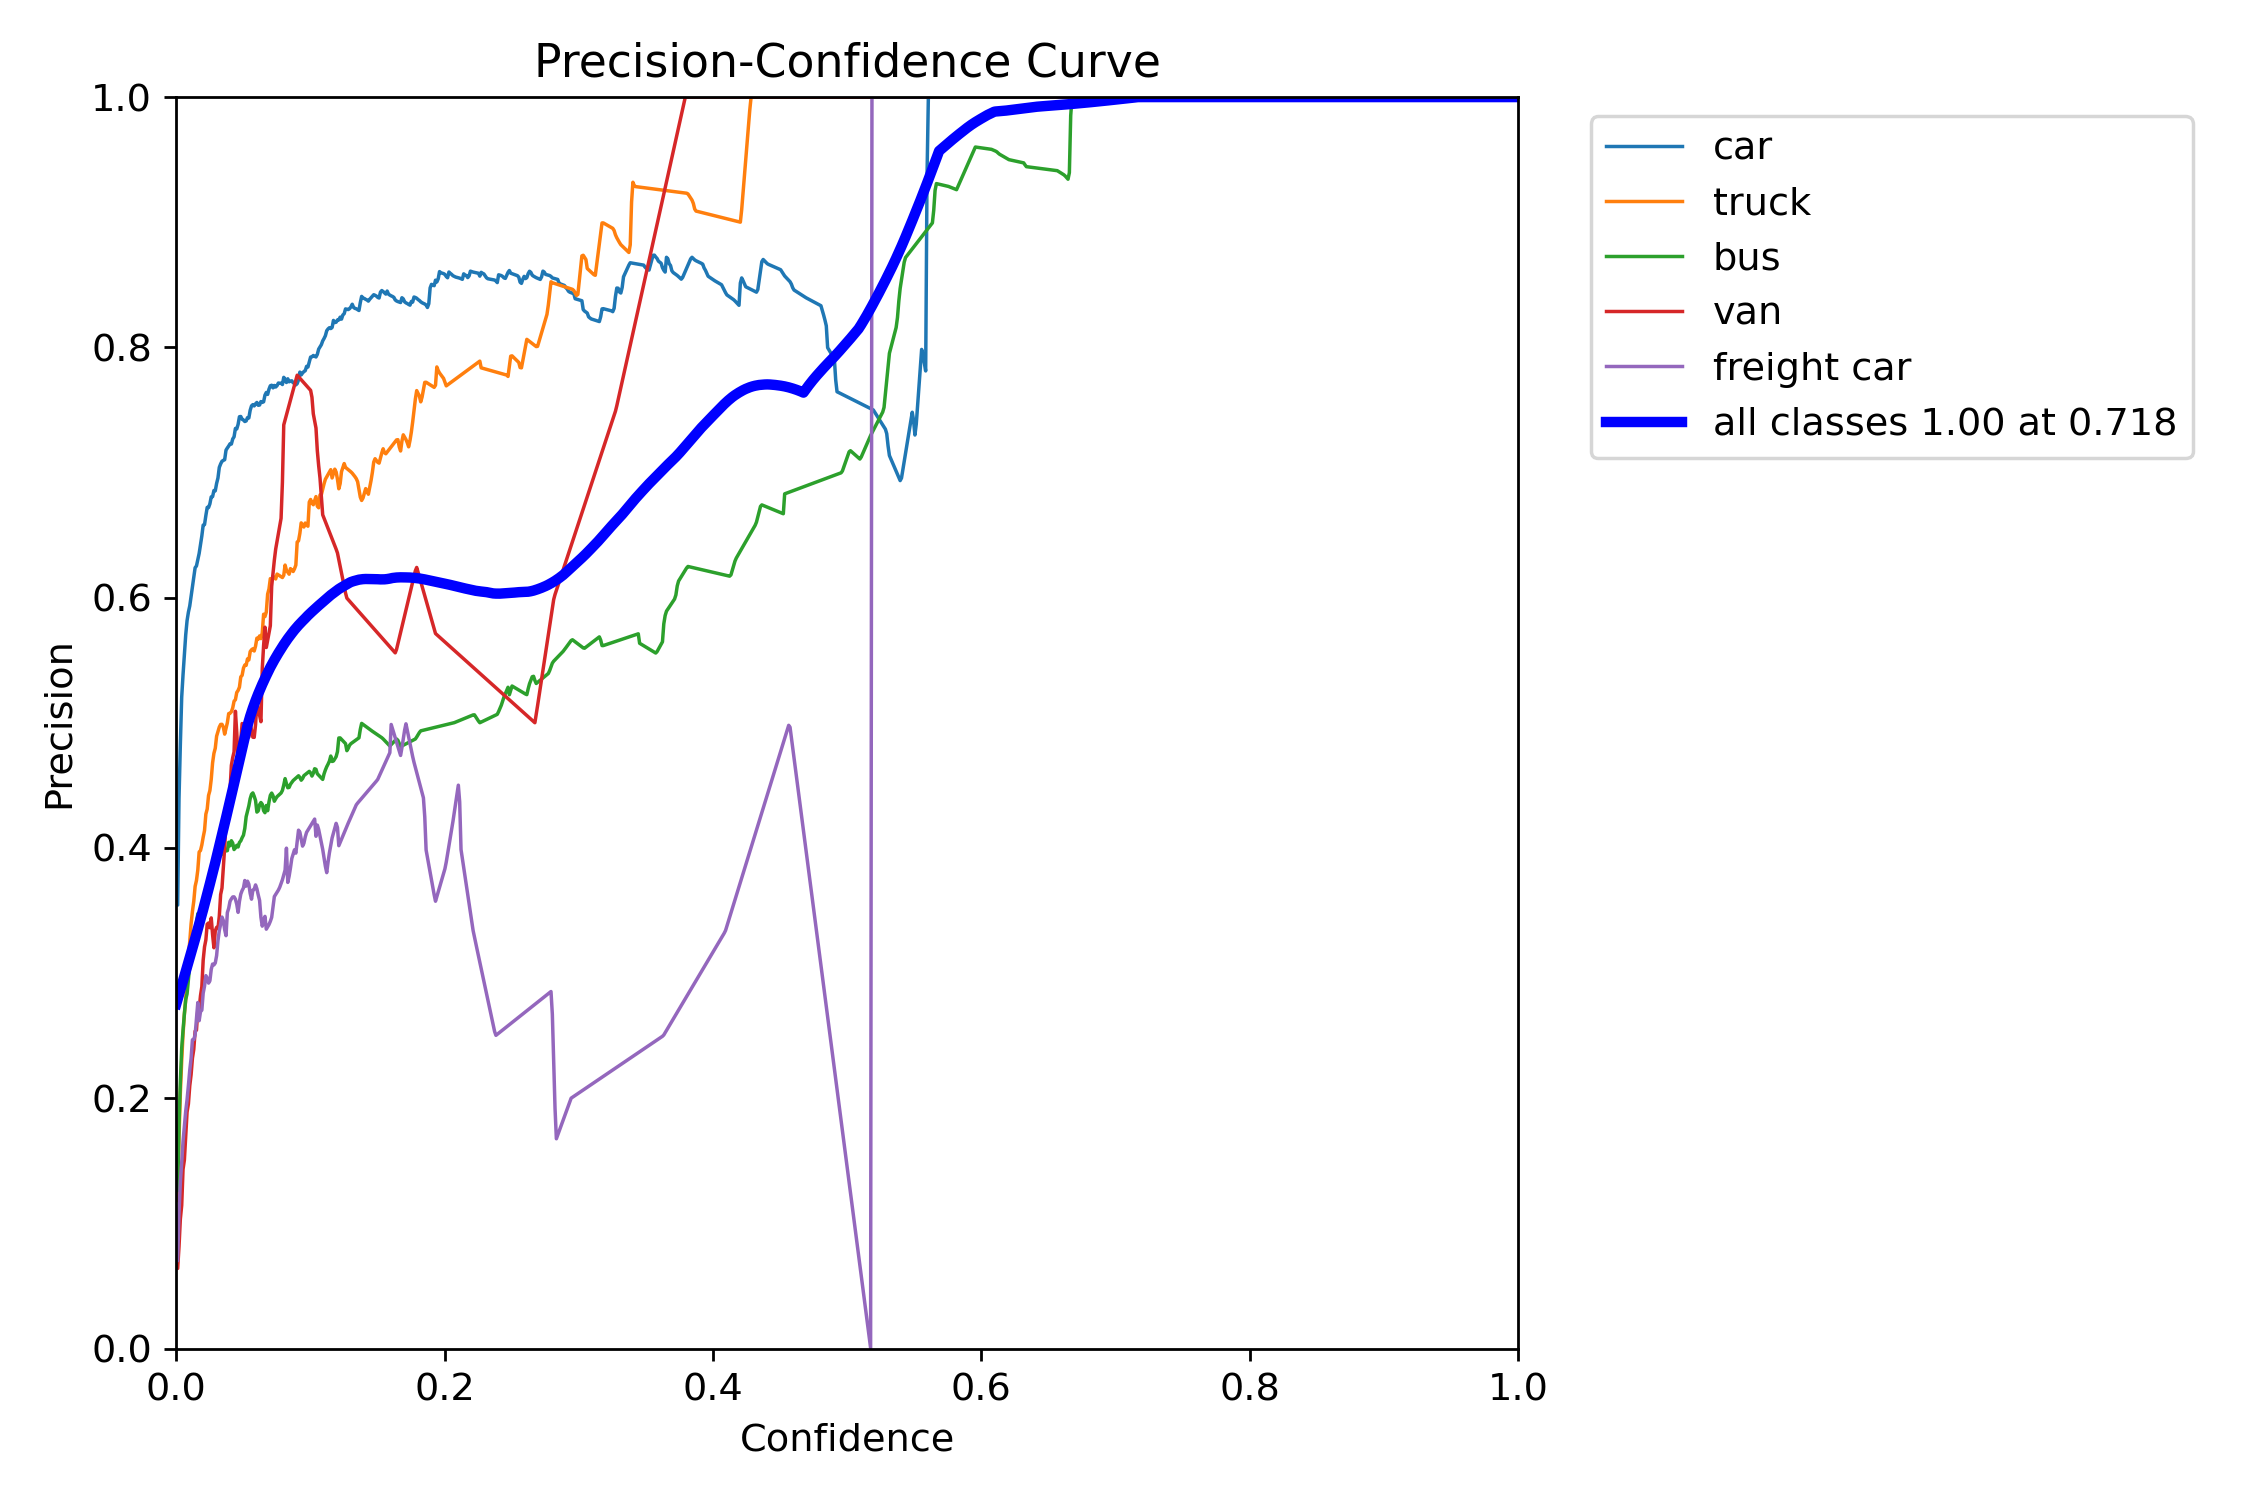 Precision-Confidence Curve
1.0
0.8
0.6
0.4
0.2
0.0
Precision
0.0 0.2 0.4 0.6 0.8 1.0
Confidence
car
truck
bus
van
freight car
all classes 1.00 at 0.718